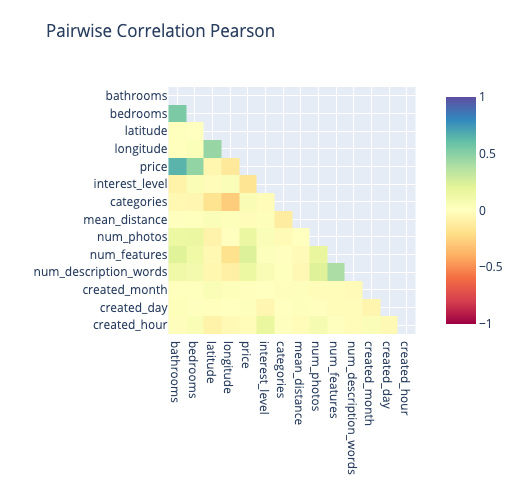 Pairwise Correlation Pearson
bathrooms
bedrooms
latitude
longitude
price
interest_level
categories
mean_distance
num_photos
num_features
num_description_words
created_month
created_day
created_hour
bathrooms
bedrooms
latitude
longitude
price
interest_level
categories
mean_distance
num_photos
num_features
num_description_words
created_month
created_day
created_hour
1
0.5
0
−0.5
−1